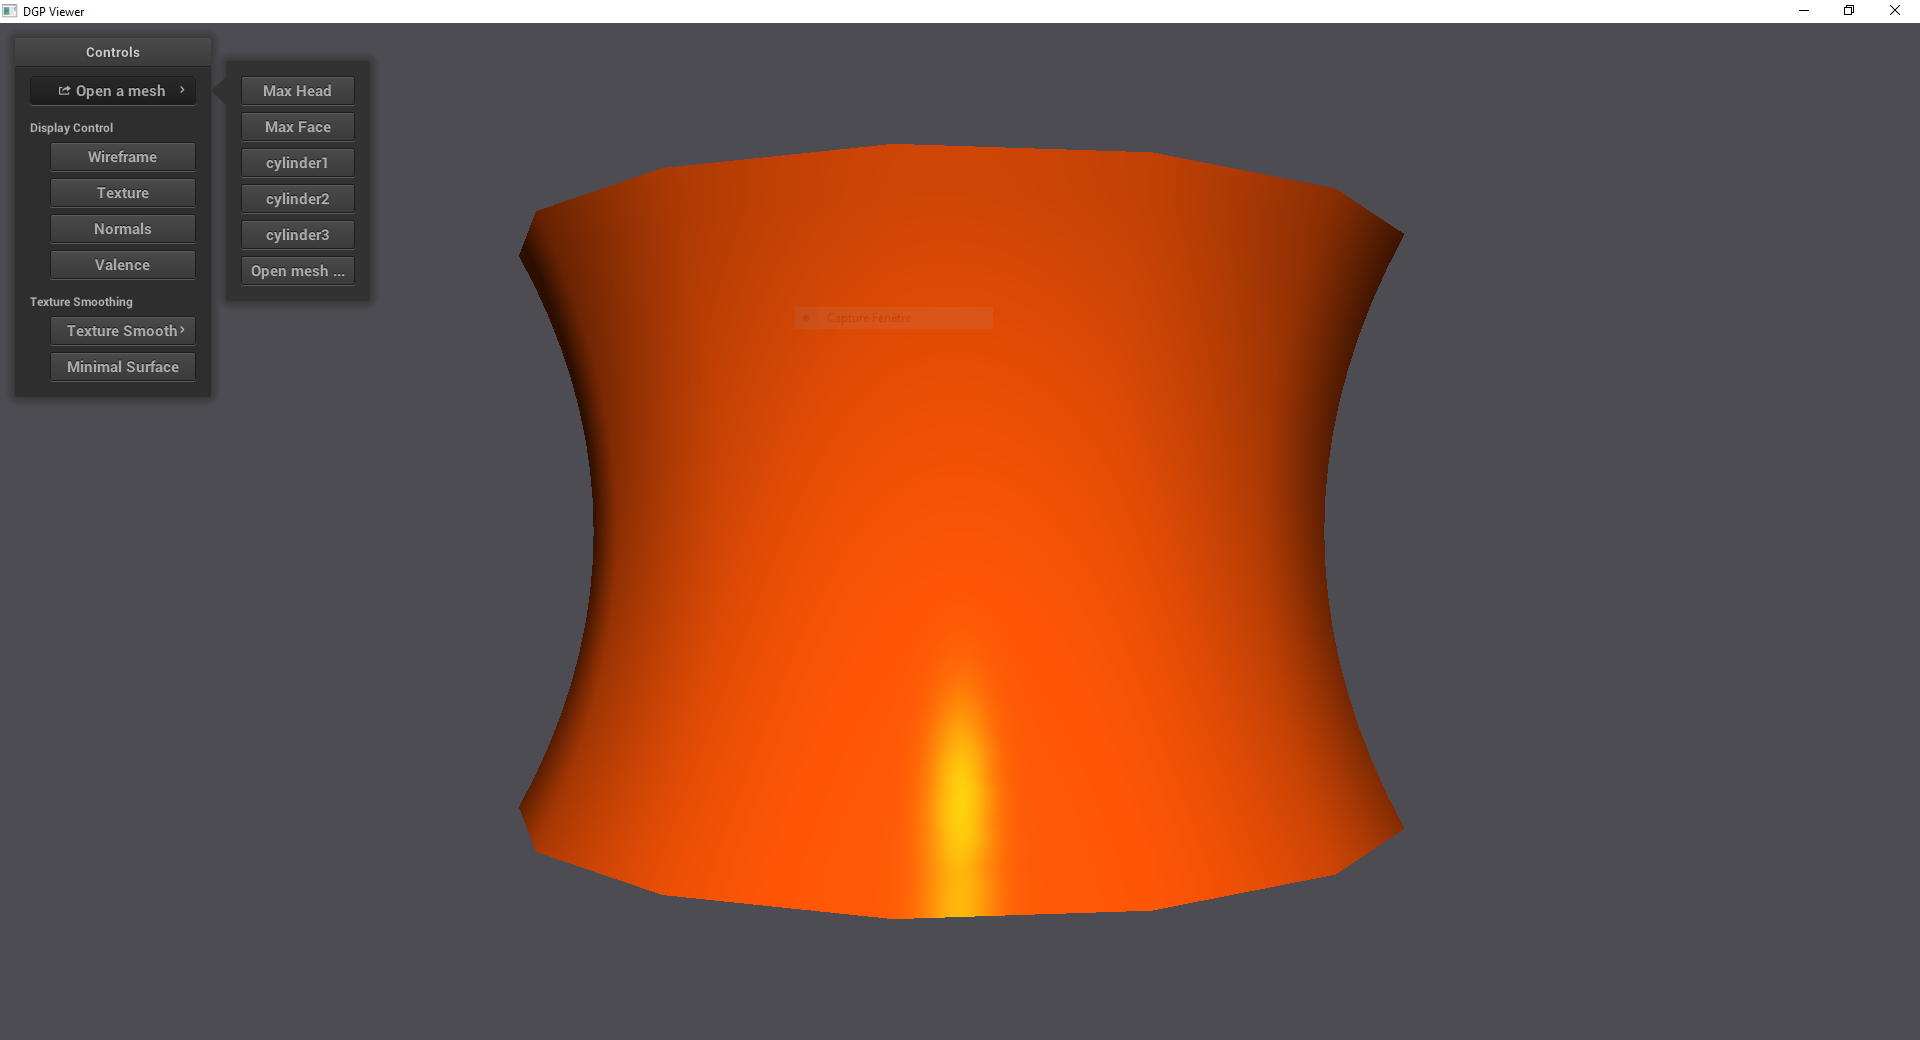 DGP Viewer
Controls
Open a mesh
Display Control
Wireframe
Texture
Normals
Valence
Texture Smoothing
Texture Smooth
Minimal Surface
Max Head
Max Face
cylinder1
cylinder2
cylinder3
Open mesh ...
Capture Fenêtre